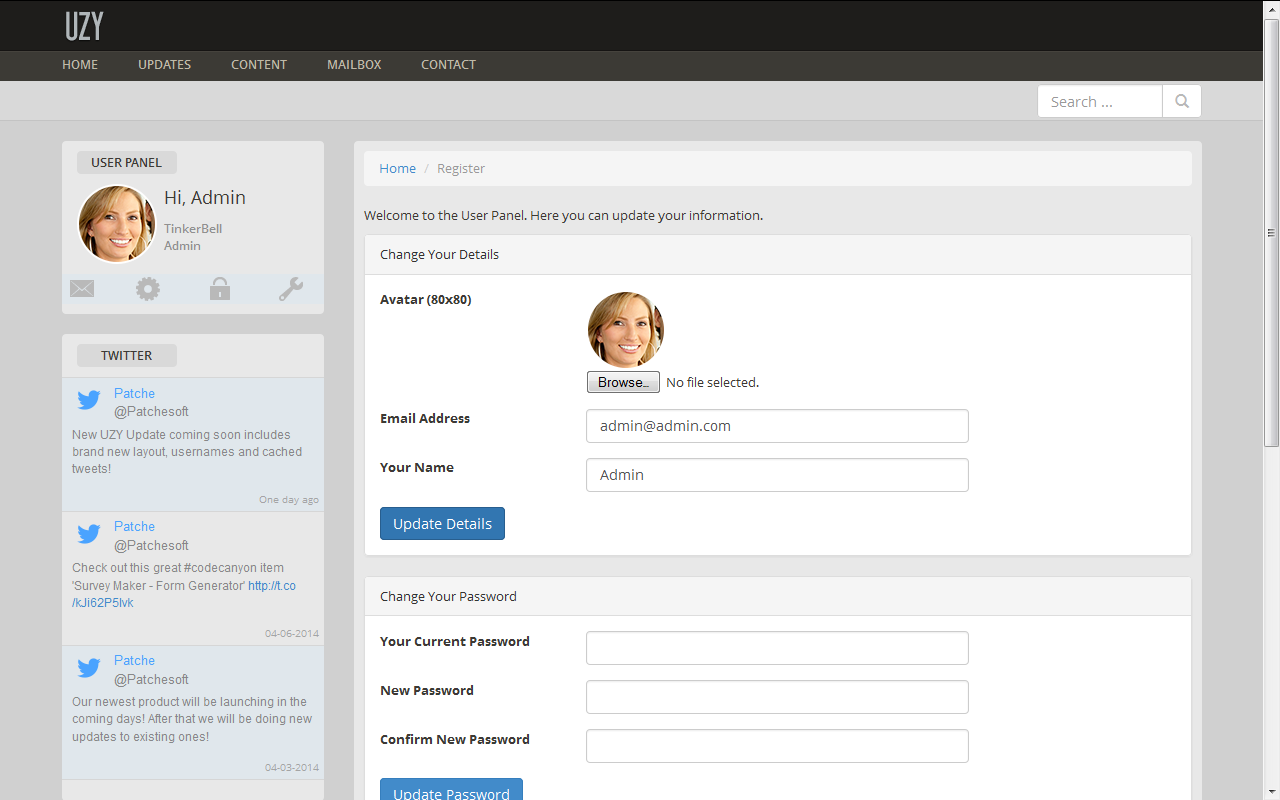 UZY
HOME UPDATES CONTENT MAILBOX CONTACT
Search ...
USER PANEL
Hi, Admin
TinkerBell
Admin
TWITTER
Patche
@Patchesoft
New UZY Update coming soon includes
brand new layout, usernames and cached
tweets!
One day ago
Patche
@Patchesoft
Check out this great #codecanyon item
'Survey Maker - Form Generator' http://t.co
/kJi62P5lvk
04-06-2014
Patche
@Patchesoft
Our newest product will be launching in the
coming days! After that we will be doing new
updates to existing ones!
04-03-2014
Home / Register
Welcome to the User Panel. Here you can update your information.
Change Your Details
Avatar (80x80)
Browse_ No file selected.
Email Address admin@admin.com
Your Name Admin
Update Details
Change Your Password
Your Current Password
New Password
Confirm New Password
Update Password